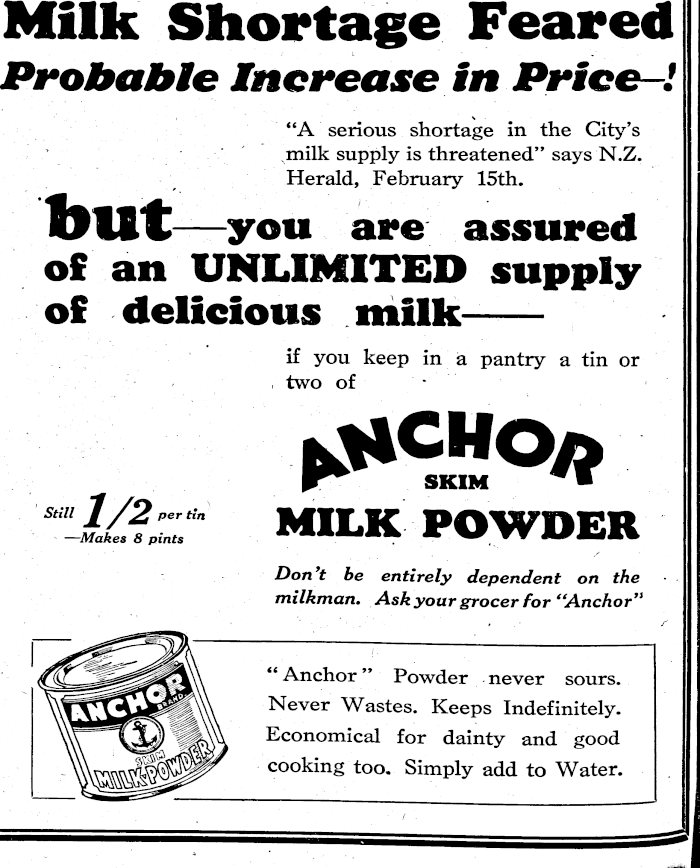 Milk Shortage Feared
Probable Increase in Price—!
"A serious shortage in the City's
milk supply is threatened" says N.Z.
Herald, February 15th.
but—you are assured
of an UNLIMITED supply
of delicious milk—
if you keep in a pantry a tin or
two of
ANCHOR
SKIM
MILK POWDER
Still 1/2 per tin
—Makes 8 pints
Don't be entirely dependent on the
milkman. Ask your grocer for "Anchor"
ANCHOR
BRAND
SKIM
MILK-POWDER
"Anchor" Powder never sours.
Never Wastes. Keeps Indefinitely.
Economical for dainty and good
cooking too. Simply add to Water.